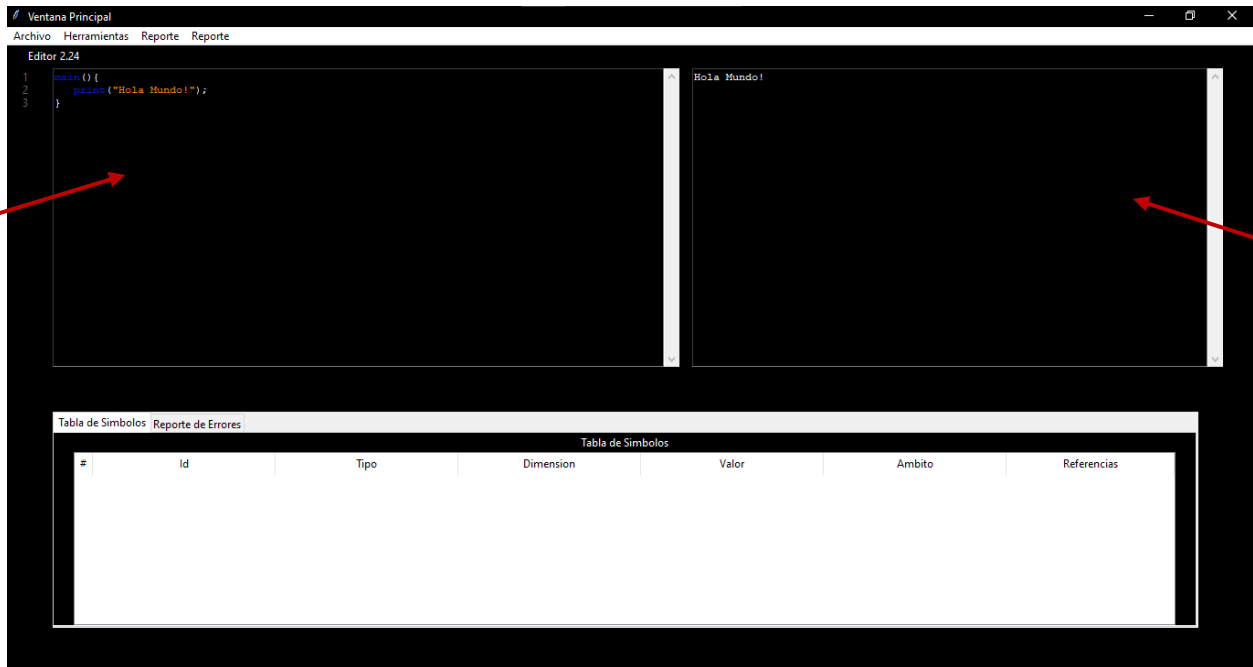 Ventana Principal
Archivo Herramientas Reporte Reporte
Editor 2.24
1 main(){
2 print("Hola Mundo!");
3 }
Hola Mundo!
Tabla de Simbolos Reporte de Errores
Tabla de Simbolos
# Id Tipo Dimension Valor Ambito Referencias